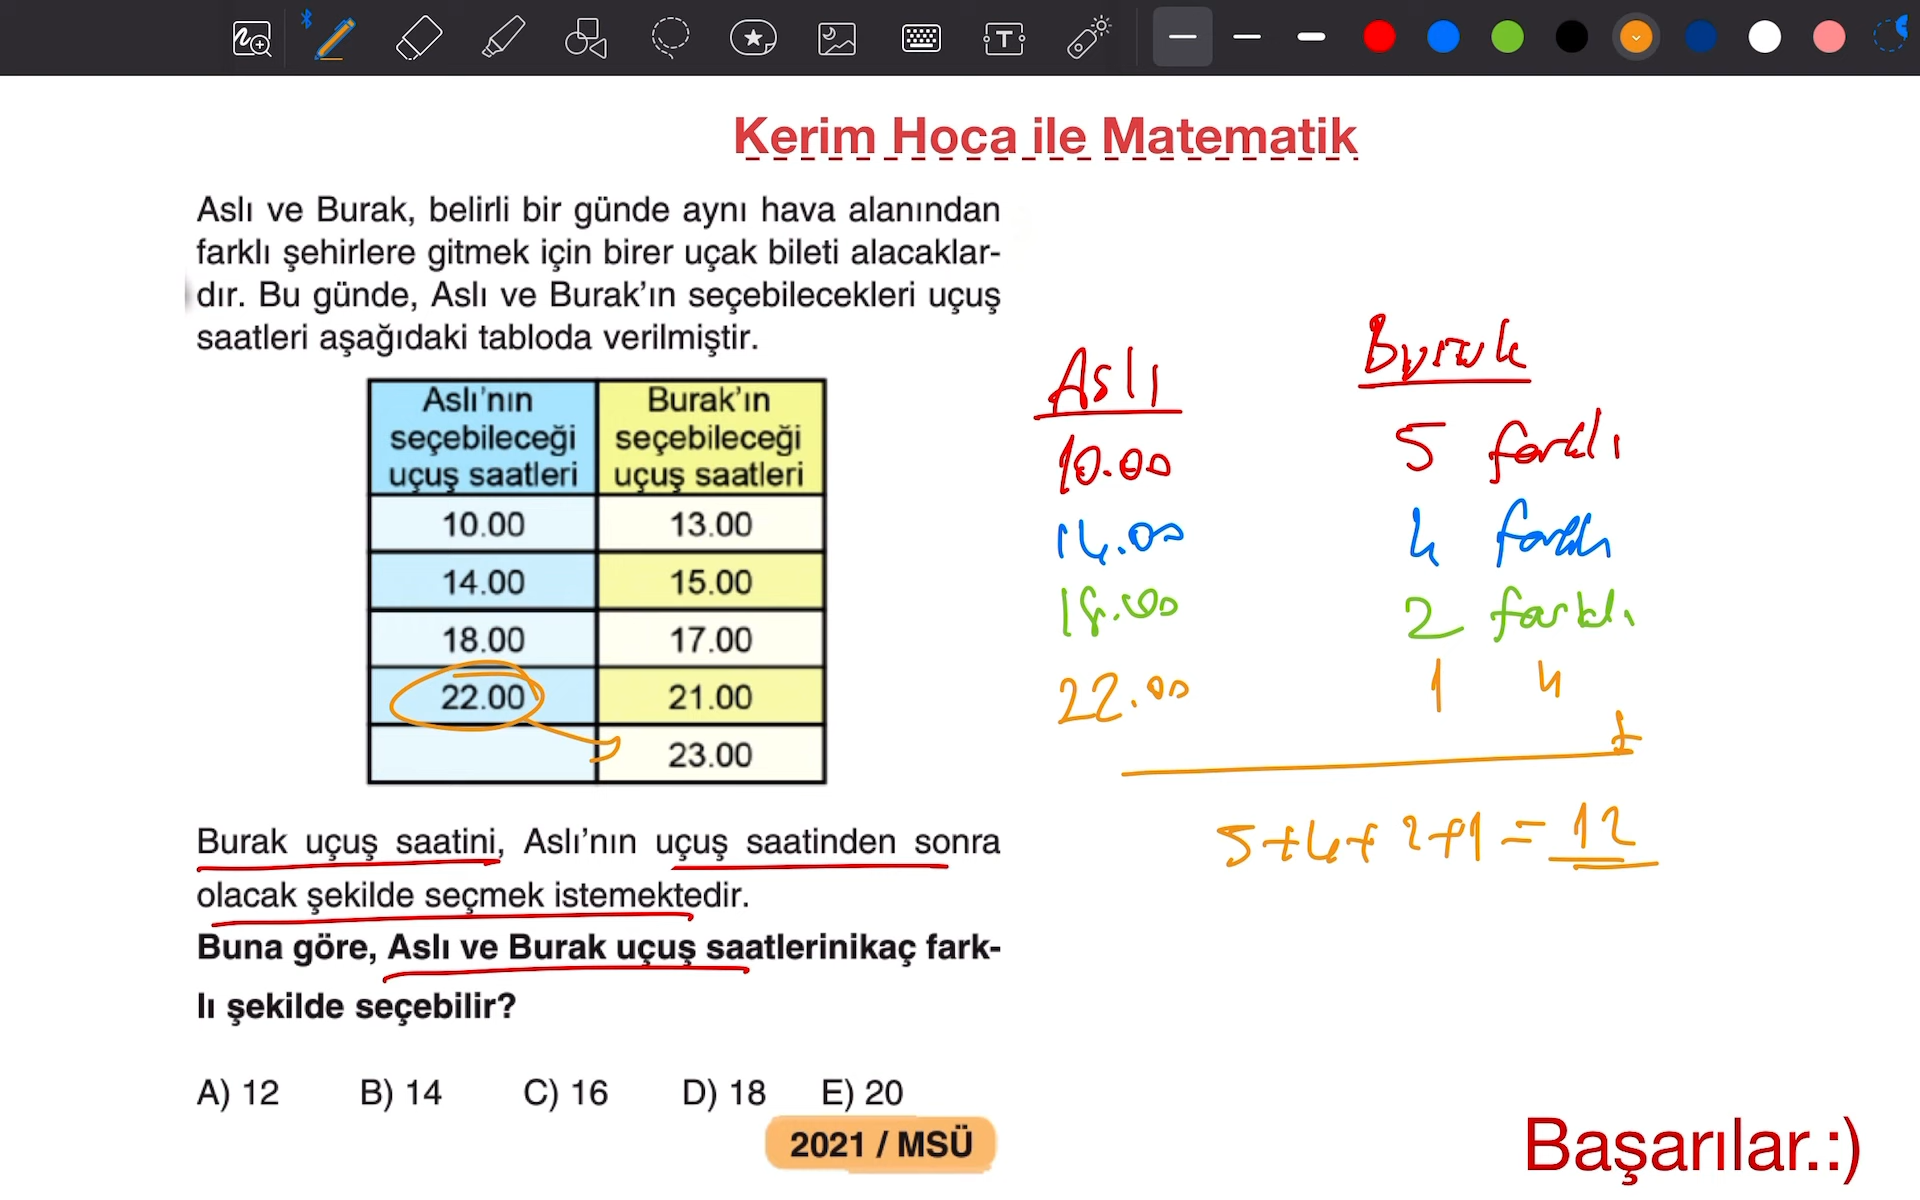 Kerim Hoca ile Matematik
Aslı ve Burak, belirli bir günde aynı hava alanından
farklı şehirlere gitmek için birer uçak bileti alacaklar-
dır. Bu günde, Aslı ve Burak’ın seçebilecekleri uçuş
saatleri aşağıdaki tabloda verilmiştir.
Aslı’nın seçebileceği uçuş saatleri
Burak’ın seçebileceği uçuş saatleri
10.00 13.00
14.00 15.00
18.00 17.00
22.00 21.00
23.00
Burak uçuş saatini, Aslı’nın uçuş saatinden sonra
olacak şekilde seçmek istemektedir.
Buna göre, Aslı ve Burak uçuş saatlerinikaç fark-
lı şekilde seçebilir?
A) 12 B) 14 C) 16 D) 18 E) 20
2021 / MSÜ
Aslı Burak
10.00 5 farklı
14.00 4 farklı
18.00 2 farklı
22.00 1 4
+
5+4+2+1=12
Başarılar.:)